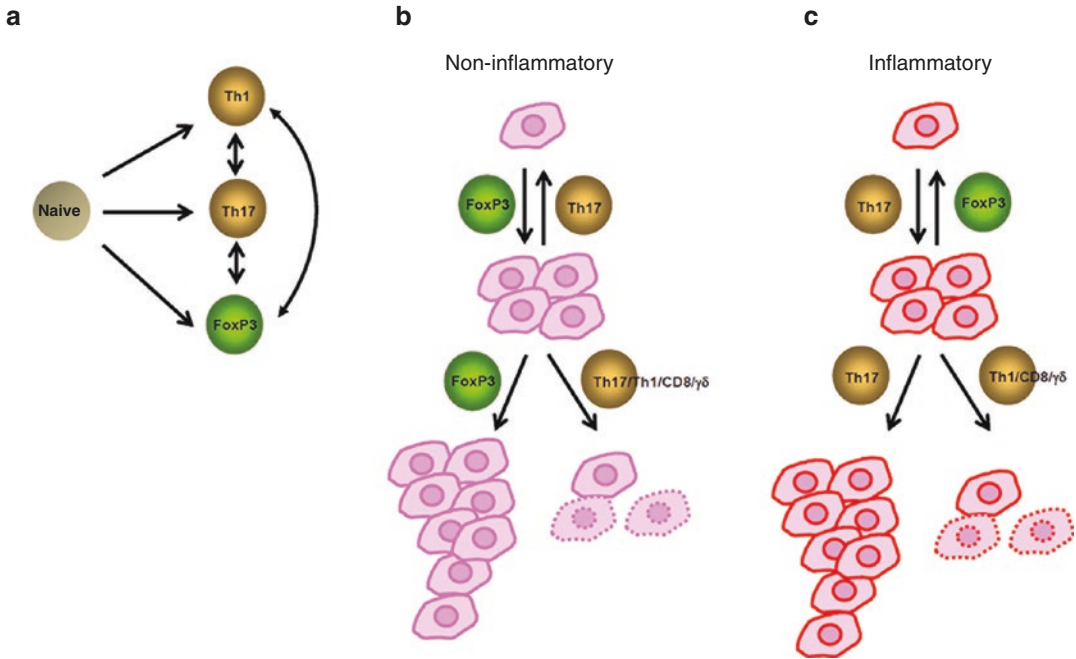 a
Th1
Naive
Th17
FoxP3
b
Non-inflammatory
FoxP3
Th17
FoxP3
Th17/Th1/CD8/γδ
c
Inflammatory
Th17
FoxP3
Th17
Th1/CD8/γδ